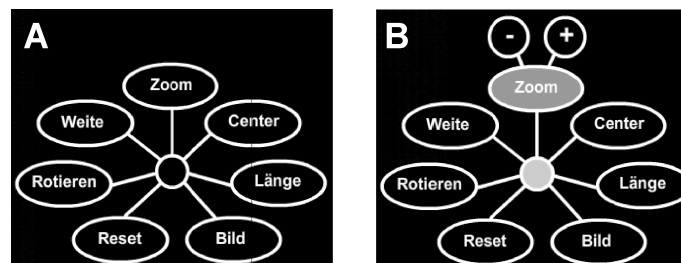 A
Zoom
Weite
Center
Rotieren
Länge
Reset
Bild
B
- +
Zoom
Weite
Center
Rotieren
Länge
Reset
Bild